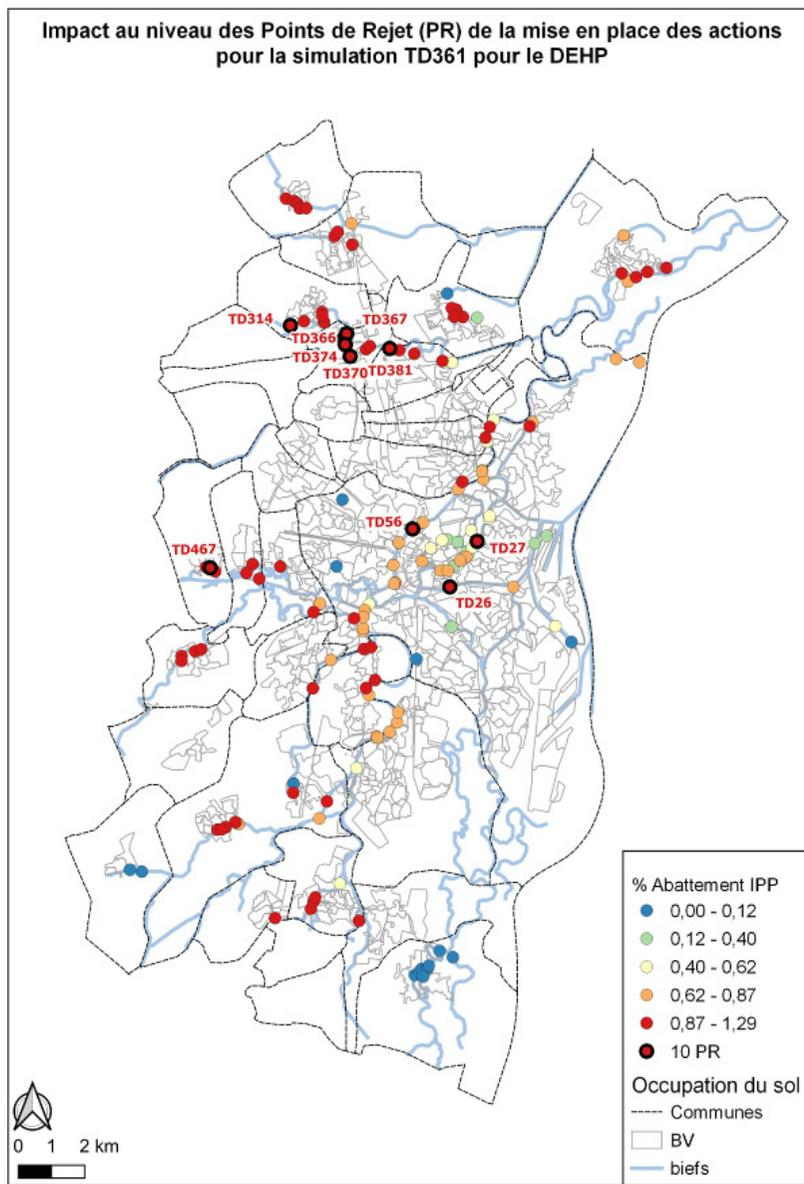 Impact au niveau des Points de Rejet (PR) de la mise en place des actions
pour la simulation TD361 pour le DEHP
TD314
TD367
TD366
TD374
TD370
TD381
TD56
TD27
TD467
TD26
% Abattement IPP
0,00 - 0,12
0,12 - 0,40
0,40 - 0,62
0,62 - 0,87
0,87 - 1,29
10 PR
Occupation du sol
Communes
BV
biefs
0 1 2 km